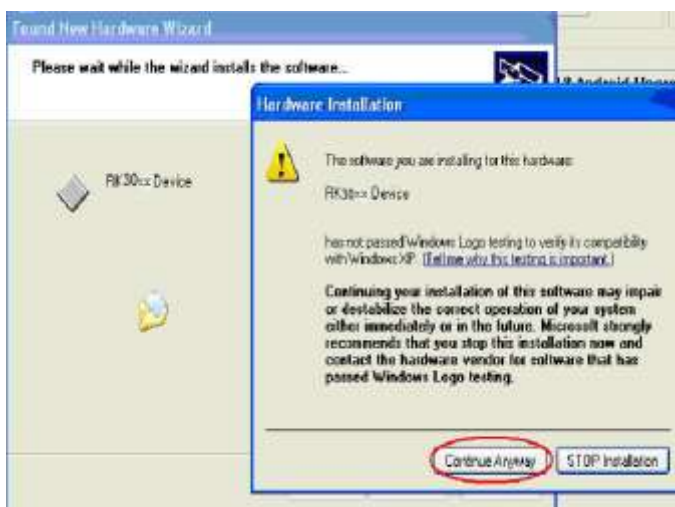 Found New Hardware Wizard
Please wait while the wizard installs the software...
Hardware Installation
The software you are installing for this hardware:
RK30xx Device
RK30xx Device
has not passed Windows Logo testing to verify its compatibility
with Windows XP. (Tell me why this testing is important.)
Continuing your installation of this software may impair
or destabilize the correct operation of your system
either immediately or in the future. Microsoft strongly
recommends that you stop this installation now and
contact the hardware vendor for software that has
passed Windows Logo testing.
Continue Anyway
STOP Installation